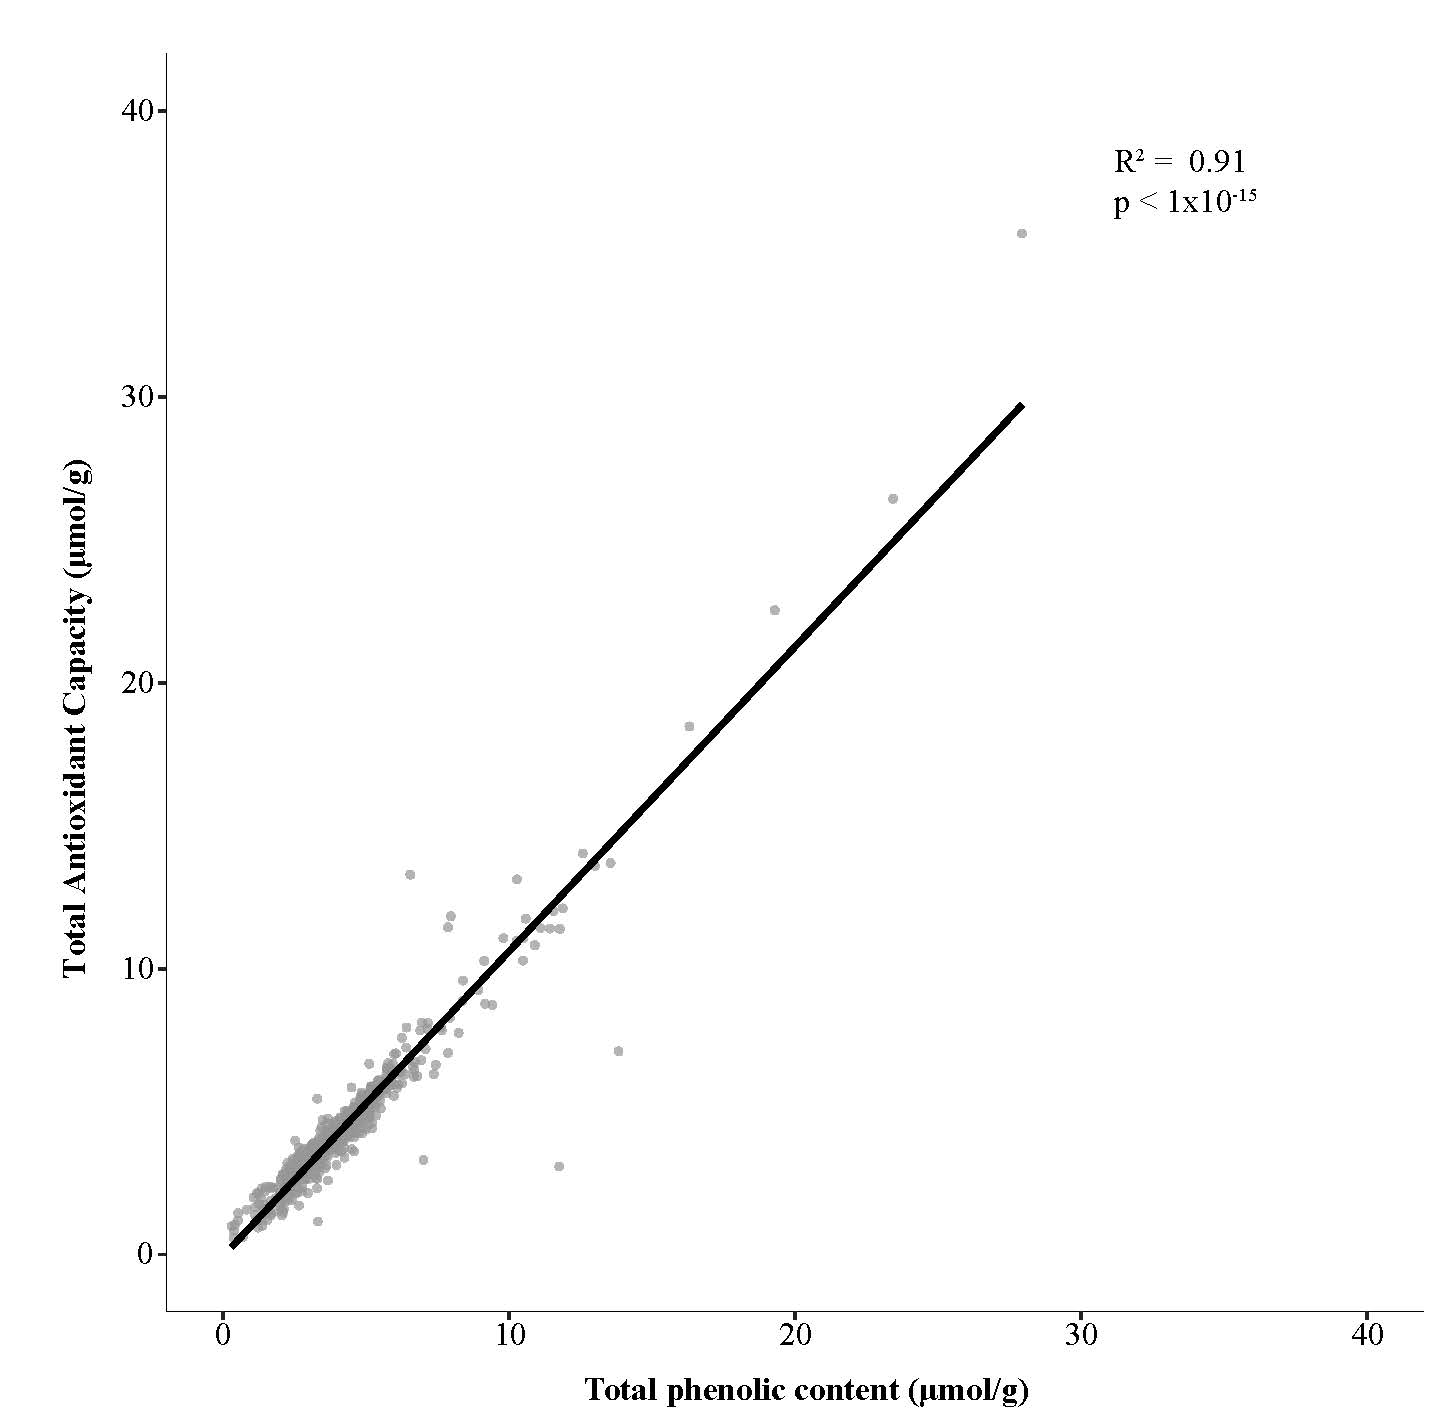 40
R² = 0.91
p < 1x10⁻¹⁵
30
Total Antioxidant Capacity (μmol/g)
20
10
0
0 10 20 30 40
Total phenolic content (μmol/g)